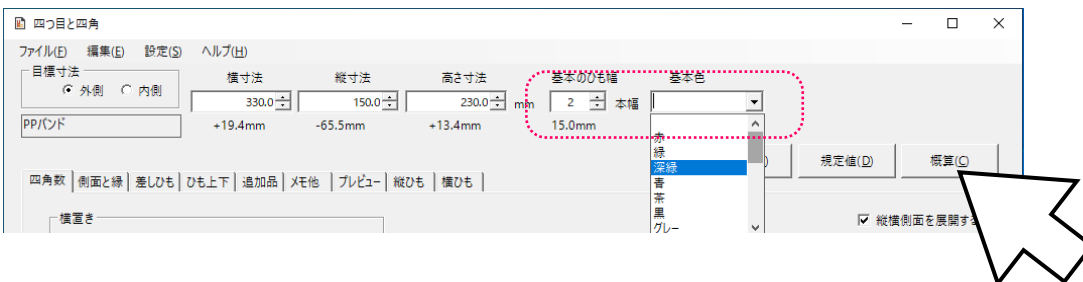 四つ目と四角
ファイル(F) 編集(E) 設定(S) ヘルプ(H)
目標寸法 横寸法 縦寸法 高さ寸法 基本のひも幅 基本色
外側 内側 330.0 150.0 230.0 mm 2 本幅
PPバンド +19.4mm -65.5mm +13.4mm 15.0mm
赤
緑
深緑
青
茶
黒
グレー
) 規定値(D) 概算(C)
四角数 側面と縁 差しひも ひも上下 追加品 メモ他 プレビュー 縦ひも 横ひも
横置き
縦横側面を展開する